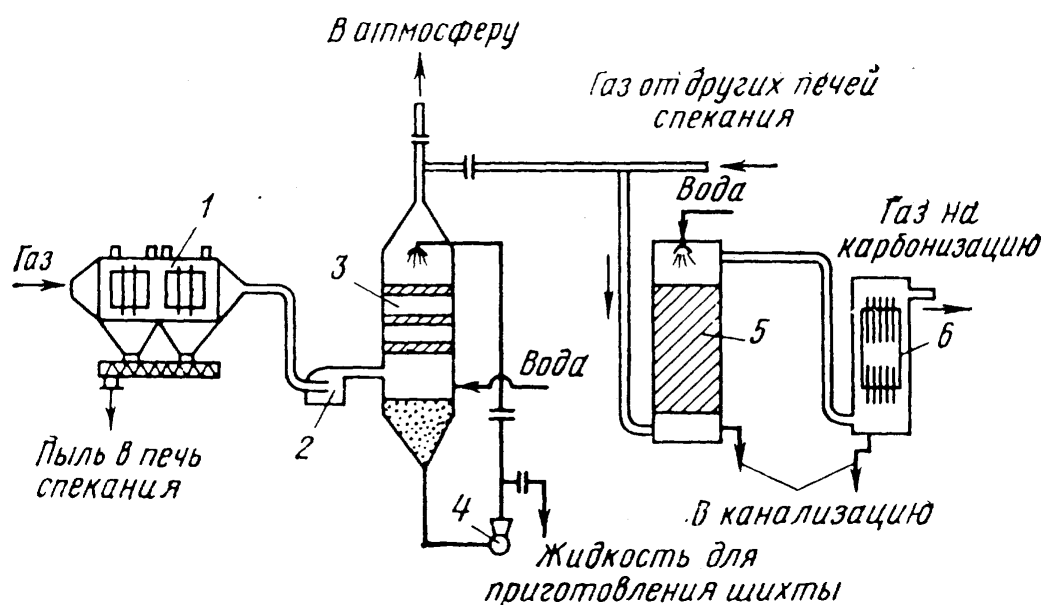 В атмосферу
Газ от других печей
спекания
Вода
Газ на
карбонизацию
1
Газ
3
5
6
Вода
2
Пыль в печь
спекания
4
В канализацию
Жидкость для
приготовления шихты